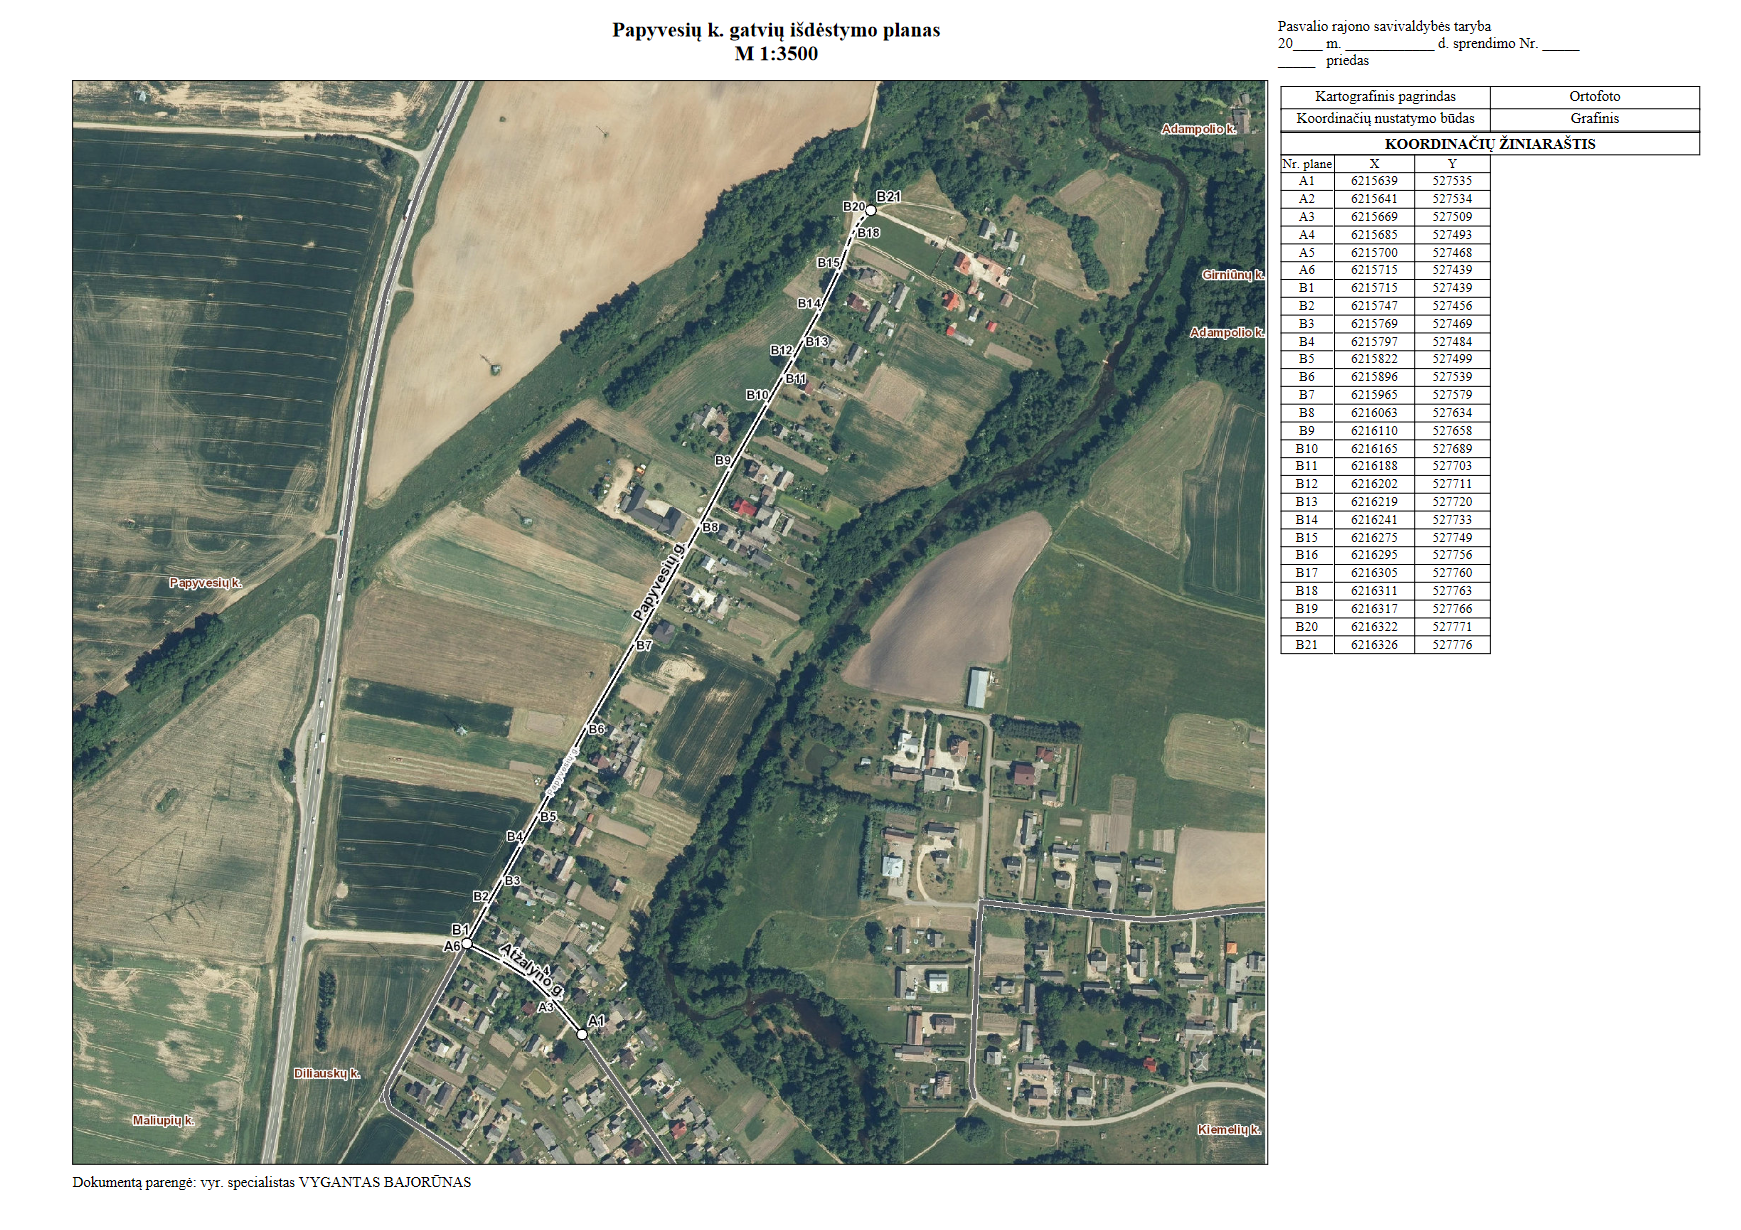 Papyvesių k. gatvių išdėstymo planas
M 1:3500
Pasvalio rajono savivaldybės taryba
20____ m. ____________ d. sprendimo Nr. _____
_____ priedas
Kartografinis pagrindas Ortofoto
Koordinačių nustatymo būdas Grafinis
KOORDINAČIŲ ŽINIARAŠTIS
Nr. plane X Y
A1 6215639 527535
A2 6215641 527534
A3 6215669 527509
A4 6215685 527493
A5 6215700 527468
A6 6215715 527439
B1 6215715 527439
B2 6215747 527456
B3 6215769 527469
B4 6215797 527484
B5 6215822 527499
B6 6215896 527539
B7 6215965 527579
B8 6216063 527634
B9 6216110 527658
B10 6216165 527689
B11 6216188 527703
B12 6216202 527711
B13 6216219 527720
B14 6216241 527733
B15 6216275 527749
B16 6216295 527756
B17 6216305 527760
B18 6216311 527763
B19 6216317 527766
B20 6216322 527771
B21 6216326 527776
Adampolio k.
B21
B20
B18
B15
Girniūnų k.
B14
Adampolio k.
B13
B12
B11
B10
B9
B8
Papyvesių g.
Papyvesių k.
B7
B6
Papyvesių g.
B5
B4
B3
B2
B1
A6
Atžalyno g.
A3
A1
Diliauskų k.
Maliupių k.
Kiemelių k.
Dokumentą parengė: vyr. specialistas VYGANTAS BAJORŪNAS